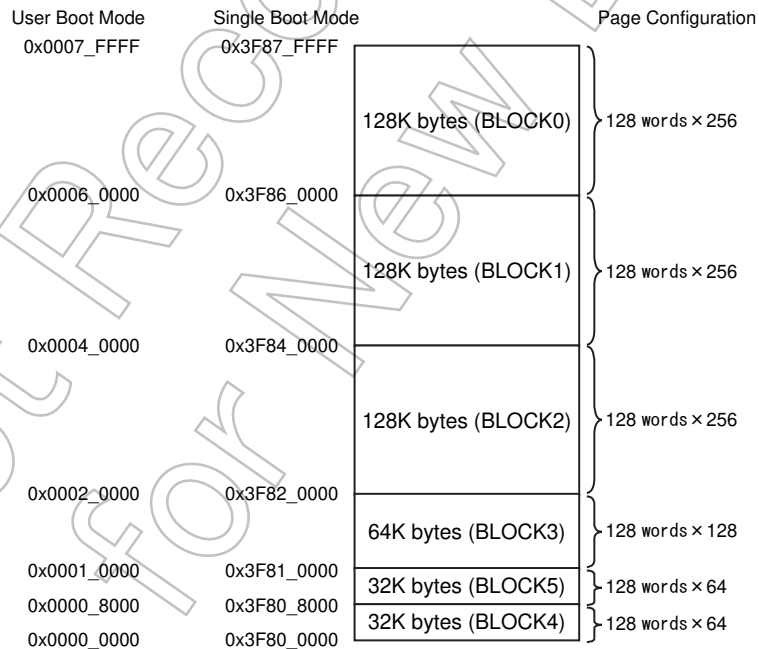 User Boot Mode Single Boot Mode Page Configuration
0x0007_FFFF 0x3F87_FFFF
128K bytes (BLOCK0) 128 words×256
0x0006_0000 0x3F86_0000
128K bytes (BLOCK1) 128 words×256
0x0004_0000 0x3F84_0000
128K bytes (BLOCK2) 128 words×256
0x0002_0000 0x3F82_0000
64K bytes (BLOCK3) 128 words×128
0x0001_0000 0x3F81_0000
32K bytes (BLOCK5) 128 words×64
0x0000_8000 0x3F80_8000
32K bytes (BLOCK4) 128 words×64
0x0000_0000 0x3F80_0000
for New